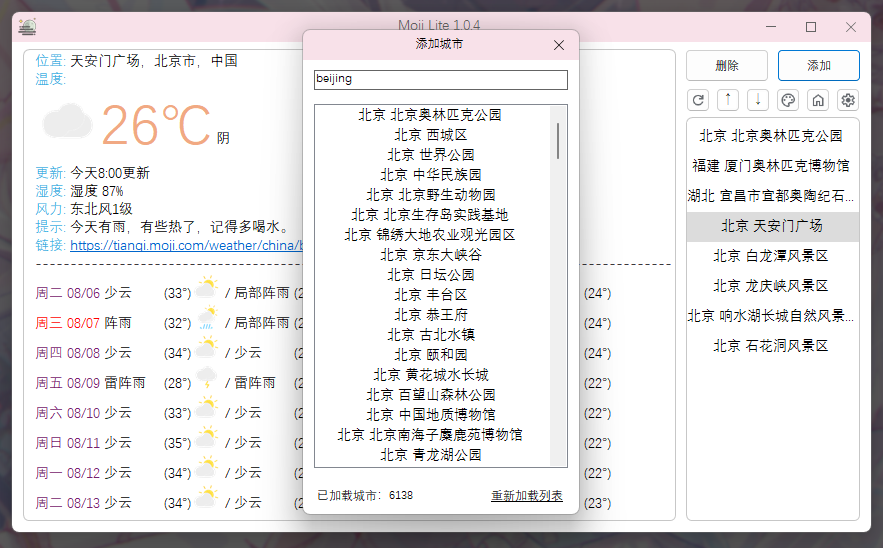 Moji Lite 1.0.4
位置: 天安门广场，北京市，中国
温度:
26℃ 阴
更新: 今天8:00更新
湿度: 湿度 87%
风力: 东北风1级
提示: 今天有雨，有些热了，记得多喝水。
链接: https://tianqi.moji.com/weather/china/b
周二 08/06 少云 (33°) / 局部阵雨 (2 (24°)
周三 08/07 阵雨 (32°) / 局部阵雨 (2 (24°)
周四 08/08 少云 (34°) / 少云 (2 (24°)
周五 08/09 雷阵雨 (28°) / 雷阵雨 (2 (22°)
周六 08/10 少云 (33°) / 少云 (2 (22°)
周日 08/11 少云 (35°) / 少云 (2 (22°)
周一 08/12 少云 (34°) / 少云 (2 (22°)
周二 08/13 少云 (34°) / 少云 (2 (23°)
添加城市
beijing
北京 北京奥林匹克公园
北京 西城区
北京 世界公园
北京 中华民族园
北京 北京野生动物园
北京 北京生存岛实践基地
北京 锦绣大地农业观光园区
北京 京东大峡谷
北京 日坛公园
北京 丰台区
北京 恭王府
北京 古北水镇
北京 颐和园
北京 黄花城水长城
北京 百望山森林公园
北京 中国地质博物馆
北京 北京南海子麋鹿苑博物馆
北京 青龙湖公园
已加载城市：6138 重新加载列表
删除 添加
北京 北京奥林匹克公园
福建 厦门奥林匹克博物馆
湖北 宜昌市宜都奥陶纪石...
北京 天安门广场
北京 白龙潭风景区
北京 龙庆峡风景区
北京 响水湖长城自然风景...
北京 石花洞风景区